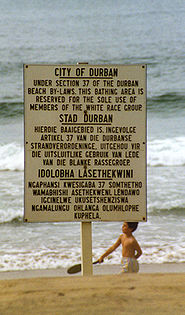 CITY OF DURBAN
UNDER SECTION 37 OF THE DURBAN
BEACH BY-LAWS, THIS BATHING AREA IS
RESERVED FOR THE SOLE USE OF
MEMBERS OF THE WHITE RACE GROUP.
STAD DURBAN
HIERDIE BAAIGEBIED IS, INGEVOLGE
ARTIKEL 37 VAN DIE DURBANSE
STRANDVERORDENINGE, UITGEHOU VIR
DIE UITSLUITLIKE GEBRUIK VAN LEDE
VAN DIE BLANKE RASSEGROEP.
IDOLOBHA LASETHEKWINI
NGAPHANSI KWESIGABA 37 SOMTHETHO
WAMABHISHI ASETHEKWENI, LENDAWO
IGCINELWE UKUSETSHENZISWA
NGAMALUNGU OHLANGA OLUMHLOPHE
KUPHELA.